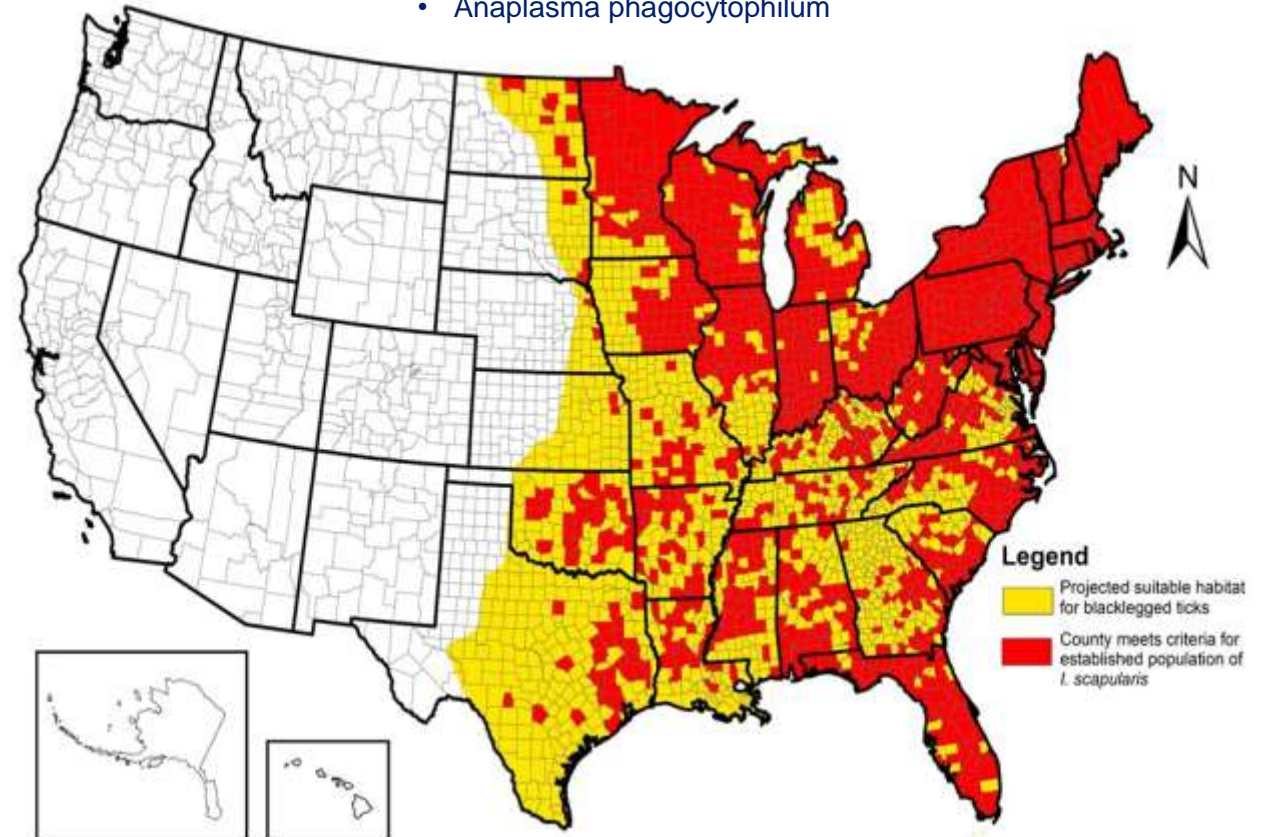 • Anaplasma phagocytophilum
N
Legend
Projected suitable habitat
for blacklegged ticks
County meets criteria for
established population of
I. scapularis